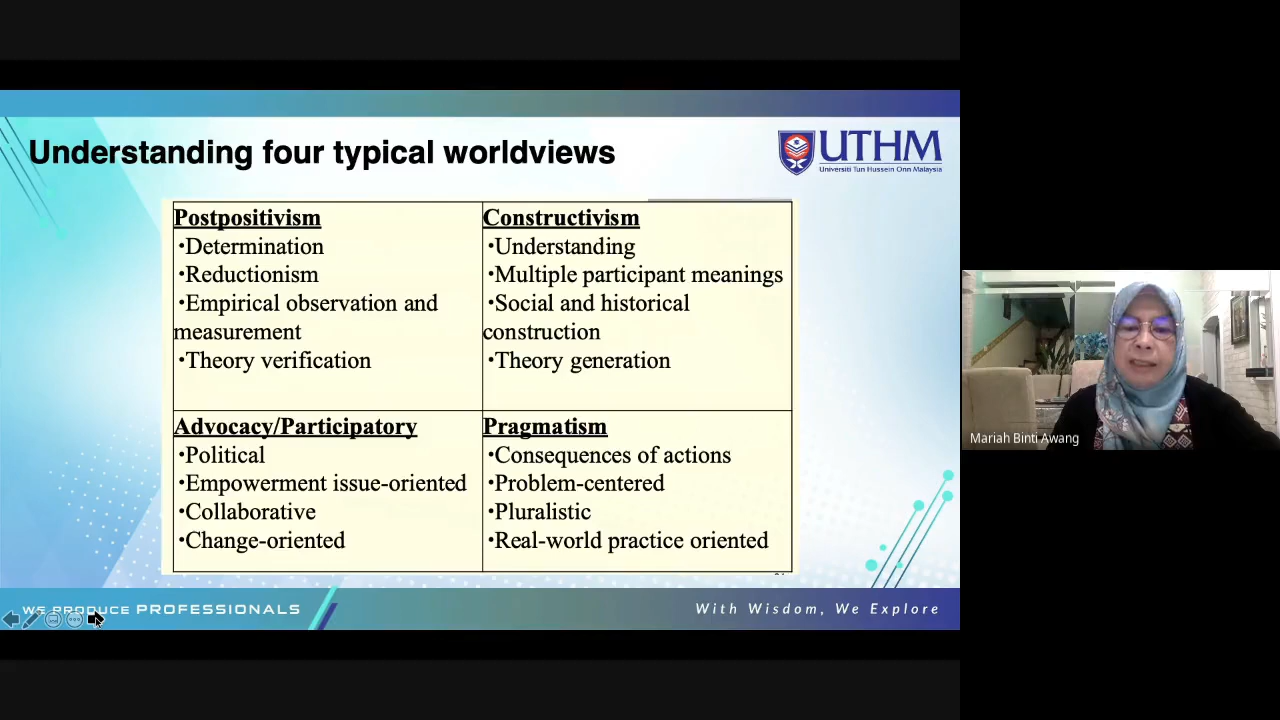 Understanding four typical worldviews
UTHM
Universiti Tun Hussein Onn Malaysia
Postpositivism
•Determination
•Reductionism
•Empirical observation and
measurement
•Theory verification
Constructivism
•Understanding
•Multiple participant meanings
•Social and historical
construction
•Theory generation
Advocacy/Participatory
•Political
•Empowerment issue-oriented
•Collaborative
•Change-oriented
Pragmatism
•Consequences of actions
•Problem-centered
•Pluralistic
•Real-world practice oriented
WE PRODUCE PROFESSIONALS
With Wisdom, We Explore
Mariah Binti Awang